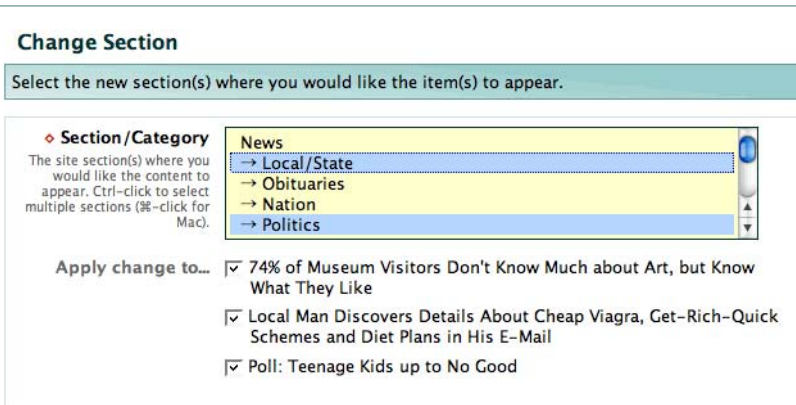 Change Section
Select the new section(s) where you would like the item(s) to appear.
Section/Category
The site section(s) where you
would like the content to
appear. Ctrl-click to select
multiple sections (⌘-click for
Mac).
News
→ Local/State
→ Obituaries
→ Nation
→ Politics
Apply change to...
74% of Museum Visitors Don't Know Much about Art, but Know
What They Like
Local Man Discovers Details About Cheap Viagra, Get-Rich-Quick
Schemes and Diet Plans in His E-Mail
Poll: Teenage Kids up to No Good